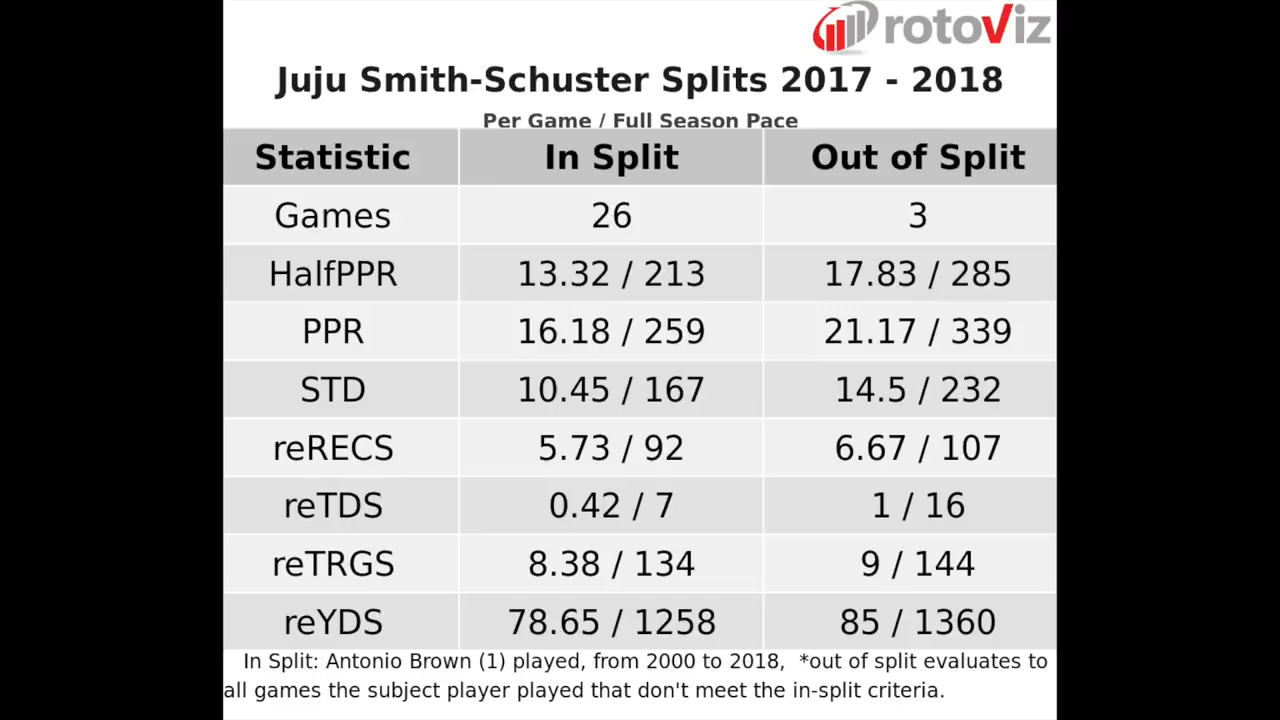 rotoViz
Juju Smith-Schuster Splits 2017 - 2018
Per Game / Full Season Pace
Statistic In Split Out of Split
Games 26 3
HalfPPR 13.32 / 213 17.83 / 285
PPR 16.18 / 259 21.17 / 339
STD 10.45 / 167 14.5 / 232
reRECS 5.73 / 92 6.67 / 107
reTDS 0.42 / 7 1 / 16
reTRGS 8.38 / 134 9 / 144
reYDS 78.65 / 1258 85 / 1360
In Split: Antonio Brown (1) played, from 2000 to 2018, *out of split evaluates to
all games the subject player played that don't meet the in-split criteria.